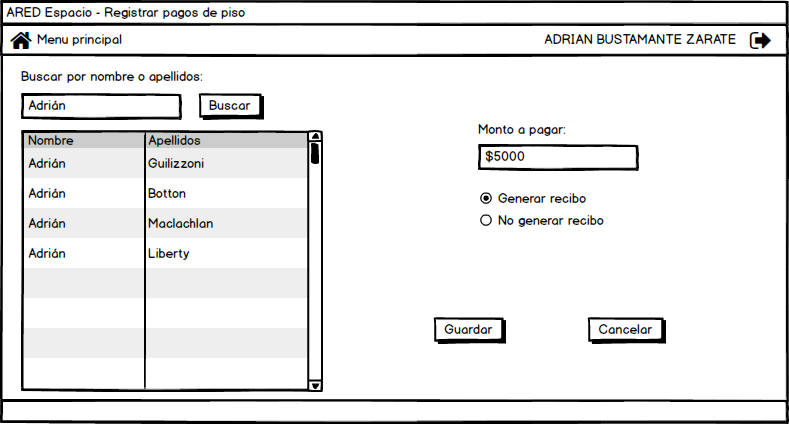 ARED Espacio - Registrar pagos de piso
Menu principal
ADRIAN BUSTAMANTE ZARATE
Buscar por nombre o apellidos:
Adrián
Buscar
Nombre Apellidos
Adrián Guilizzoni
Adrián Botton
Adrián Maclachlan
Adrián Liberty
Monto a pagar:
$5000
Generar recibo
No generar recibo
Guardar
Cancelar